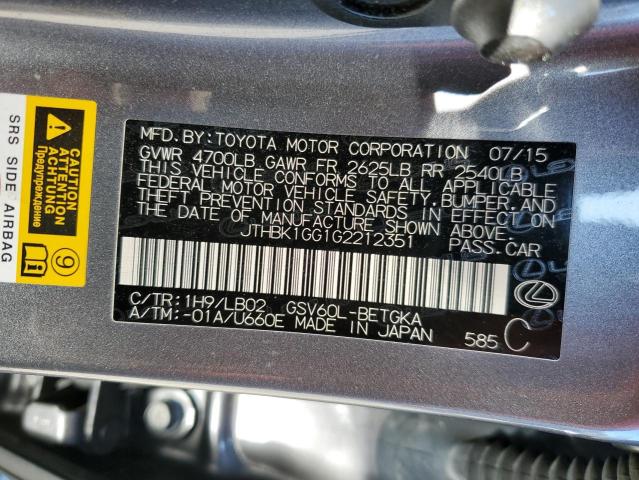 MFD. BY: TOYOTA MOTOR CORPORATION 07/15
GVWR 4700LB GAWR FR 2625LB RR 2540LB
THIS VEHICLE CONFORMS TO ALL APPLICABLE
FEDERAL MOTOR VEHICLE SAFETY, BUMPER, AND
THEFT PREVENTION STANDARDS IN EFFECT ON
THE DATE OF MANUFACTURE SHOWN ABOVE.
JTHBK1GG1G2212351 PASS. CAR
C/TR: 1H9/LB02 GSV60L-BETGKA
A/TM: -01A/U660E MADE IN JAPAN 585 C
SRS SIDE AIRBAG
CAUTION
ATTENTION
ACHTUNG
Предупреждение
9